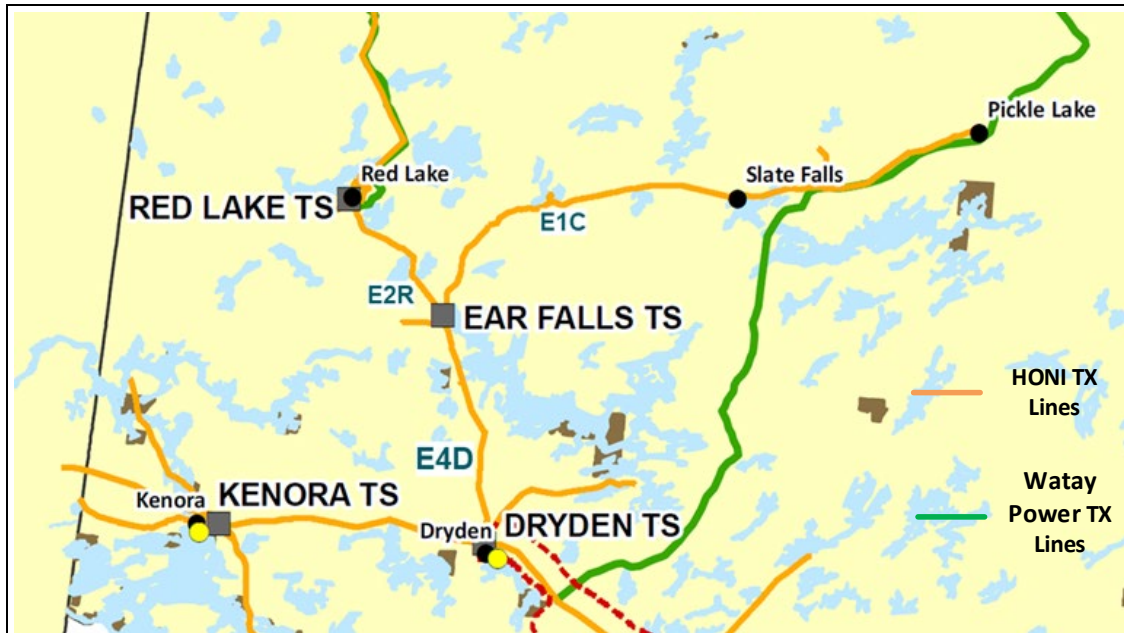 Pickle Lake
Red Lake
Slate Falls
RED LAKE TS
E1C
E2R
EAR FALLS TS
HONI TX
Lines
E4D
Watay
Power TX
Lines
Kenora
KENORA TS
Dryden
DRYDEN TS